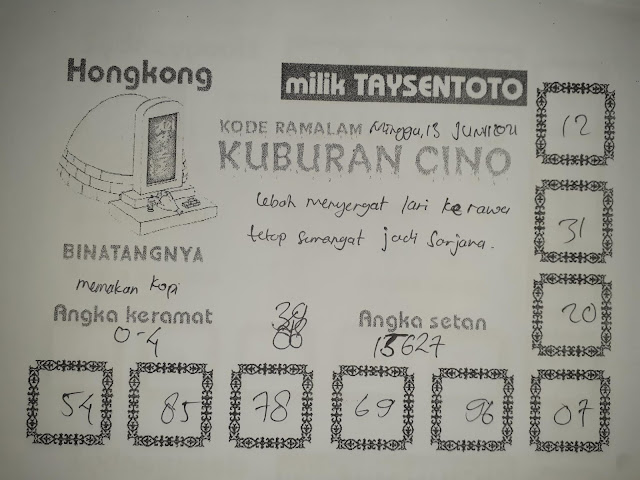 Hongkong
milik TAYSENTOTO
KODE RAMALAM Minggu, 13 JUNI 2021
KUBURAN CINO
12
Lebah menyengat lari ke rawa
31
tetap semangat jadi sarjana.
BINATANGNYA
memakan kopi
20
Angka keramat
Angka setan
0-4
15627
54 85 78 69 96 07